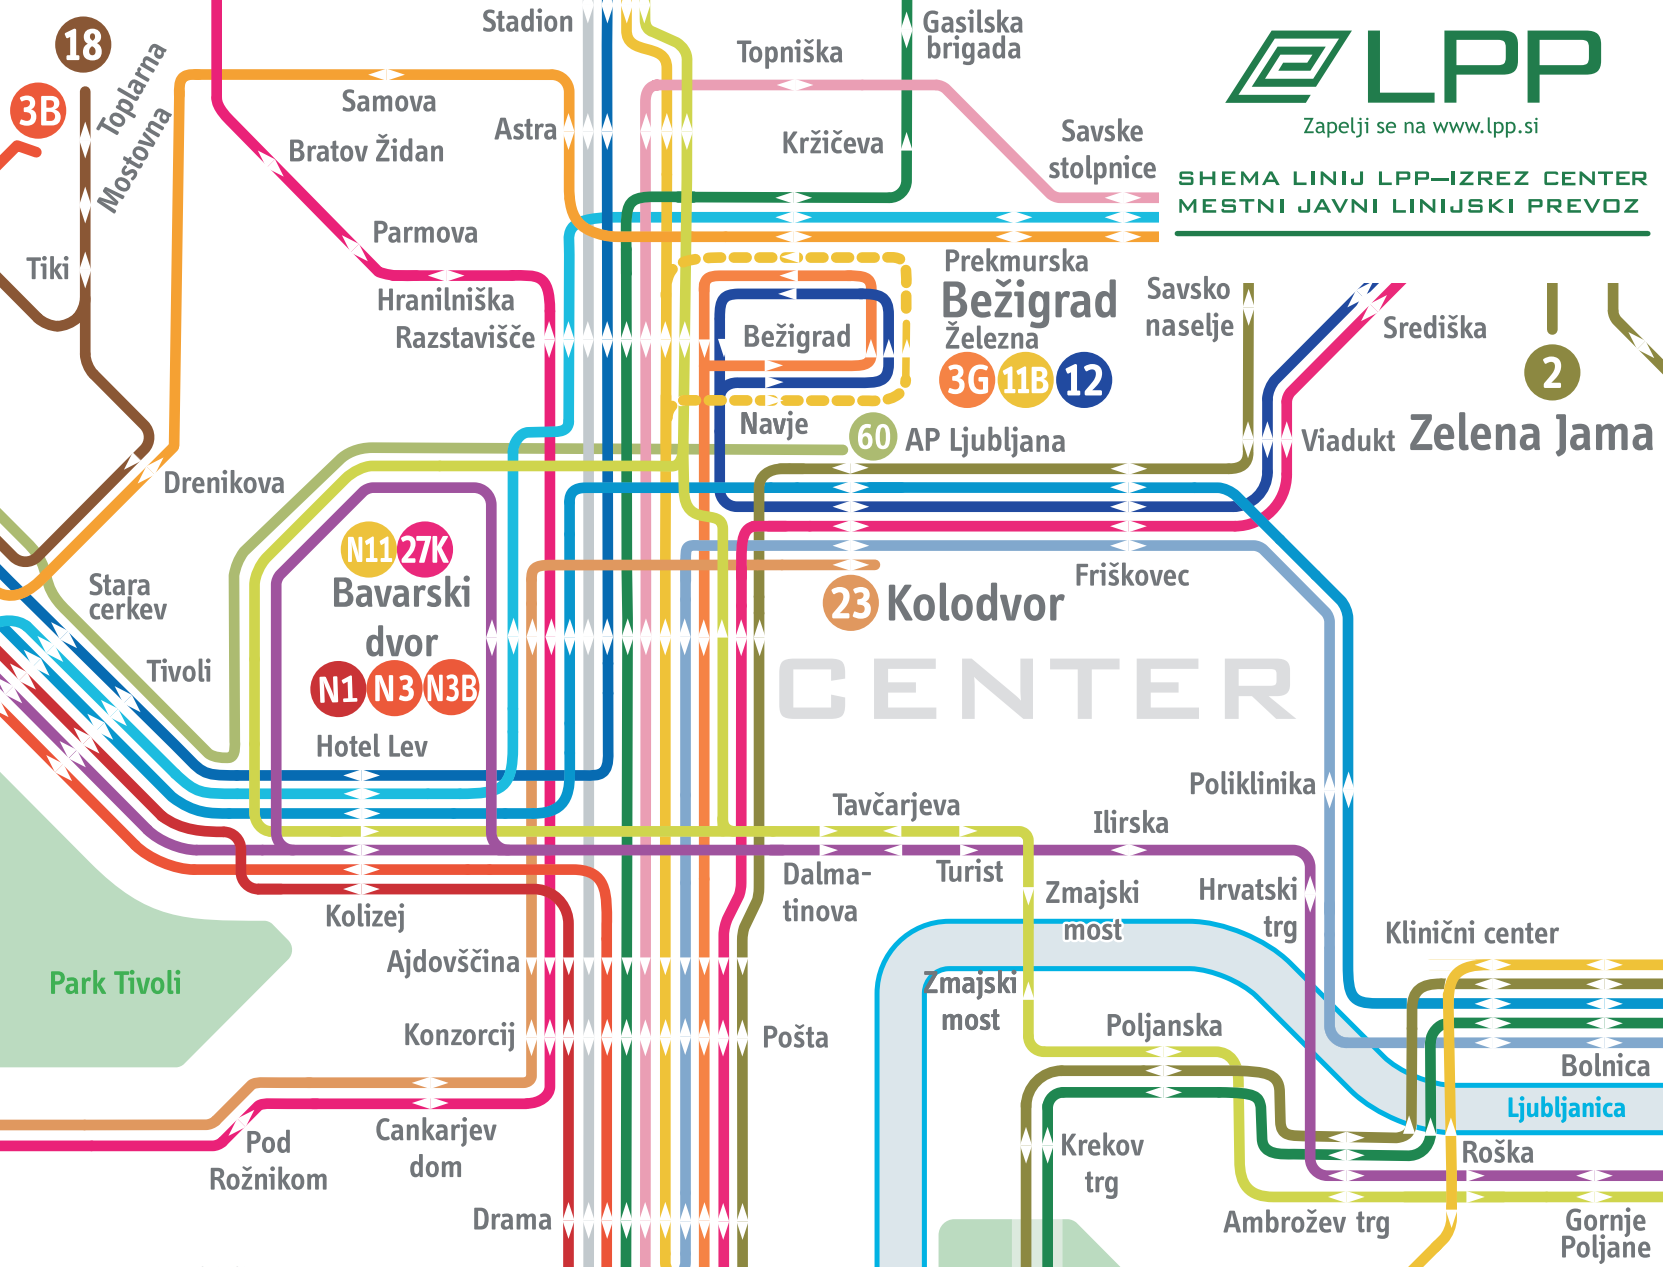 18
Toplarna
Mostovna
3B
Tiki
Stadion
Samova
Astra
Bratov Židan
Parmova
Hranilniška
Razstavišče
Topniška
Gasilska
brigada
Kržičeva
Savske
stolpnice
LPP
Zapelji se na www.lpp.si
SHEMA LINIJ LPP–IZREZ CENTER
MESTNI JAVNI LINIJSKI PREVOZ
Prekmurska
Bežigrad
Železna
3G 11B 12
Bežigrad
Navje
60 AP Ljubljana
Savsko
naselje
Središka
2
Viadukt
Zelena Jama
Drenikova
Stara
cerkev
Tivoli
N11 27K
Bavarski
dvor
N1 N3 N3B
Hotel Lev
Kolizej
Friškovec
23 Kolodvor
CENTER
Poliklinika
Tavčarjeva
Ilirska
Dalma-
tinova
Turist
Zmajski
most
Hrvatski
trg
Klinični center
Ajdovščina
Park Tivoli
Zmajski
most
Konzorcij
Pošta
Poljanska
Bolnica
Ljubljanica
Pod
Rožnikom
Cankarjev
dom
Krekov
trg
Roška
Drama
Ambrožev trg
Gornje
Poljane